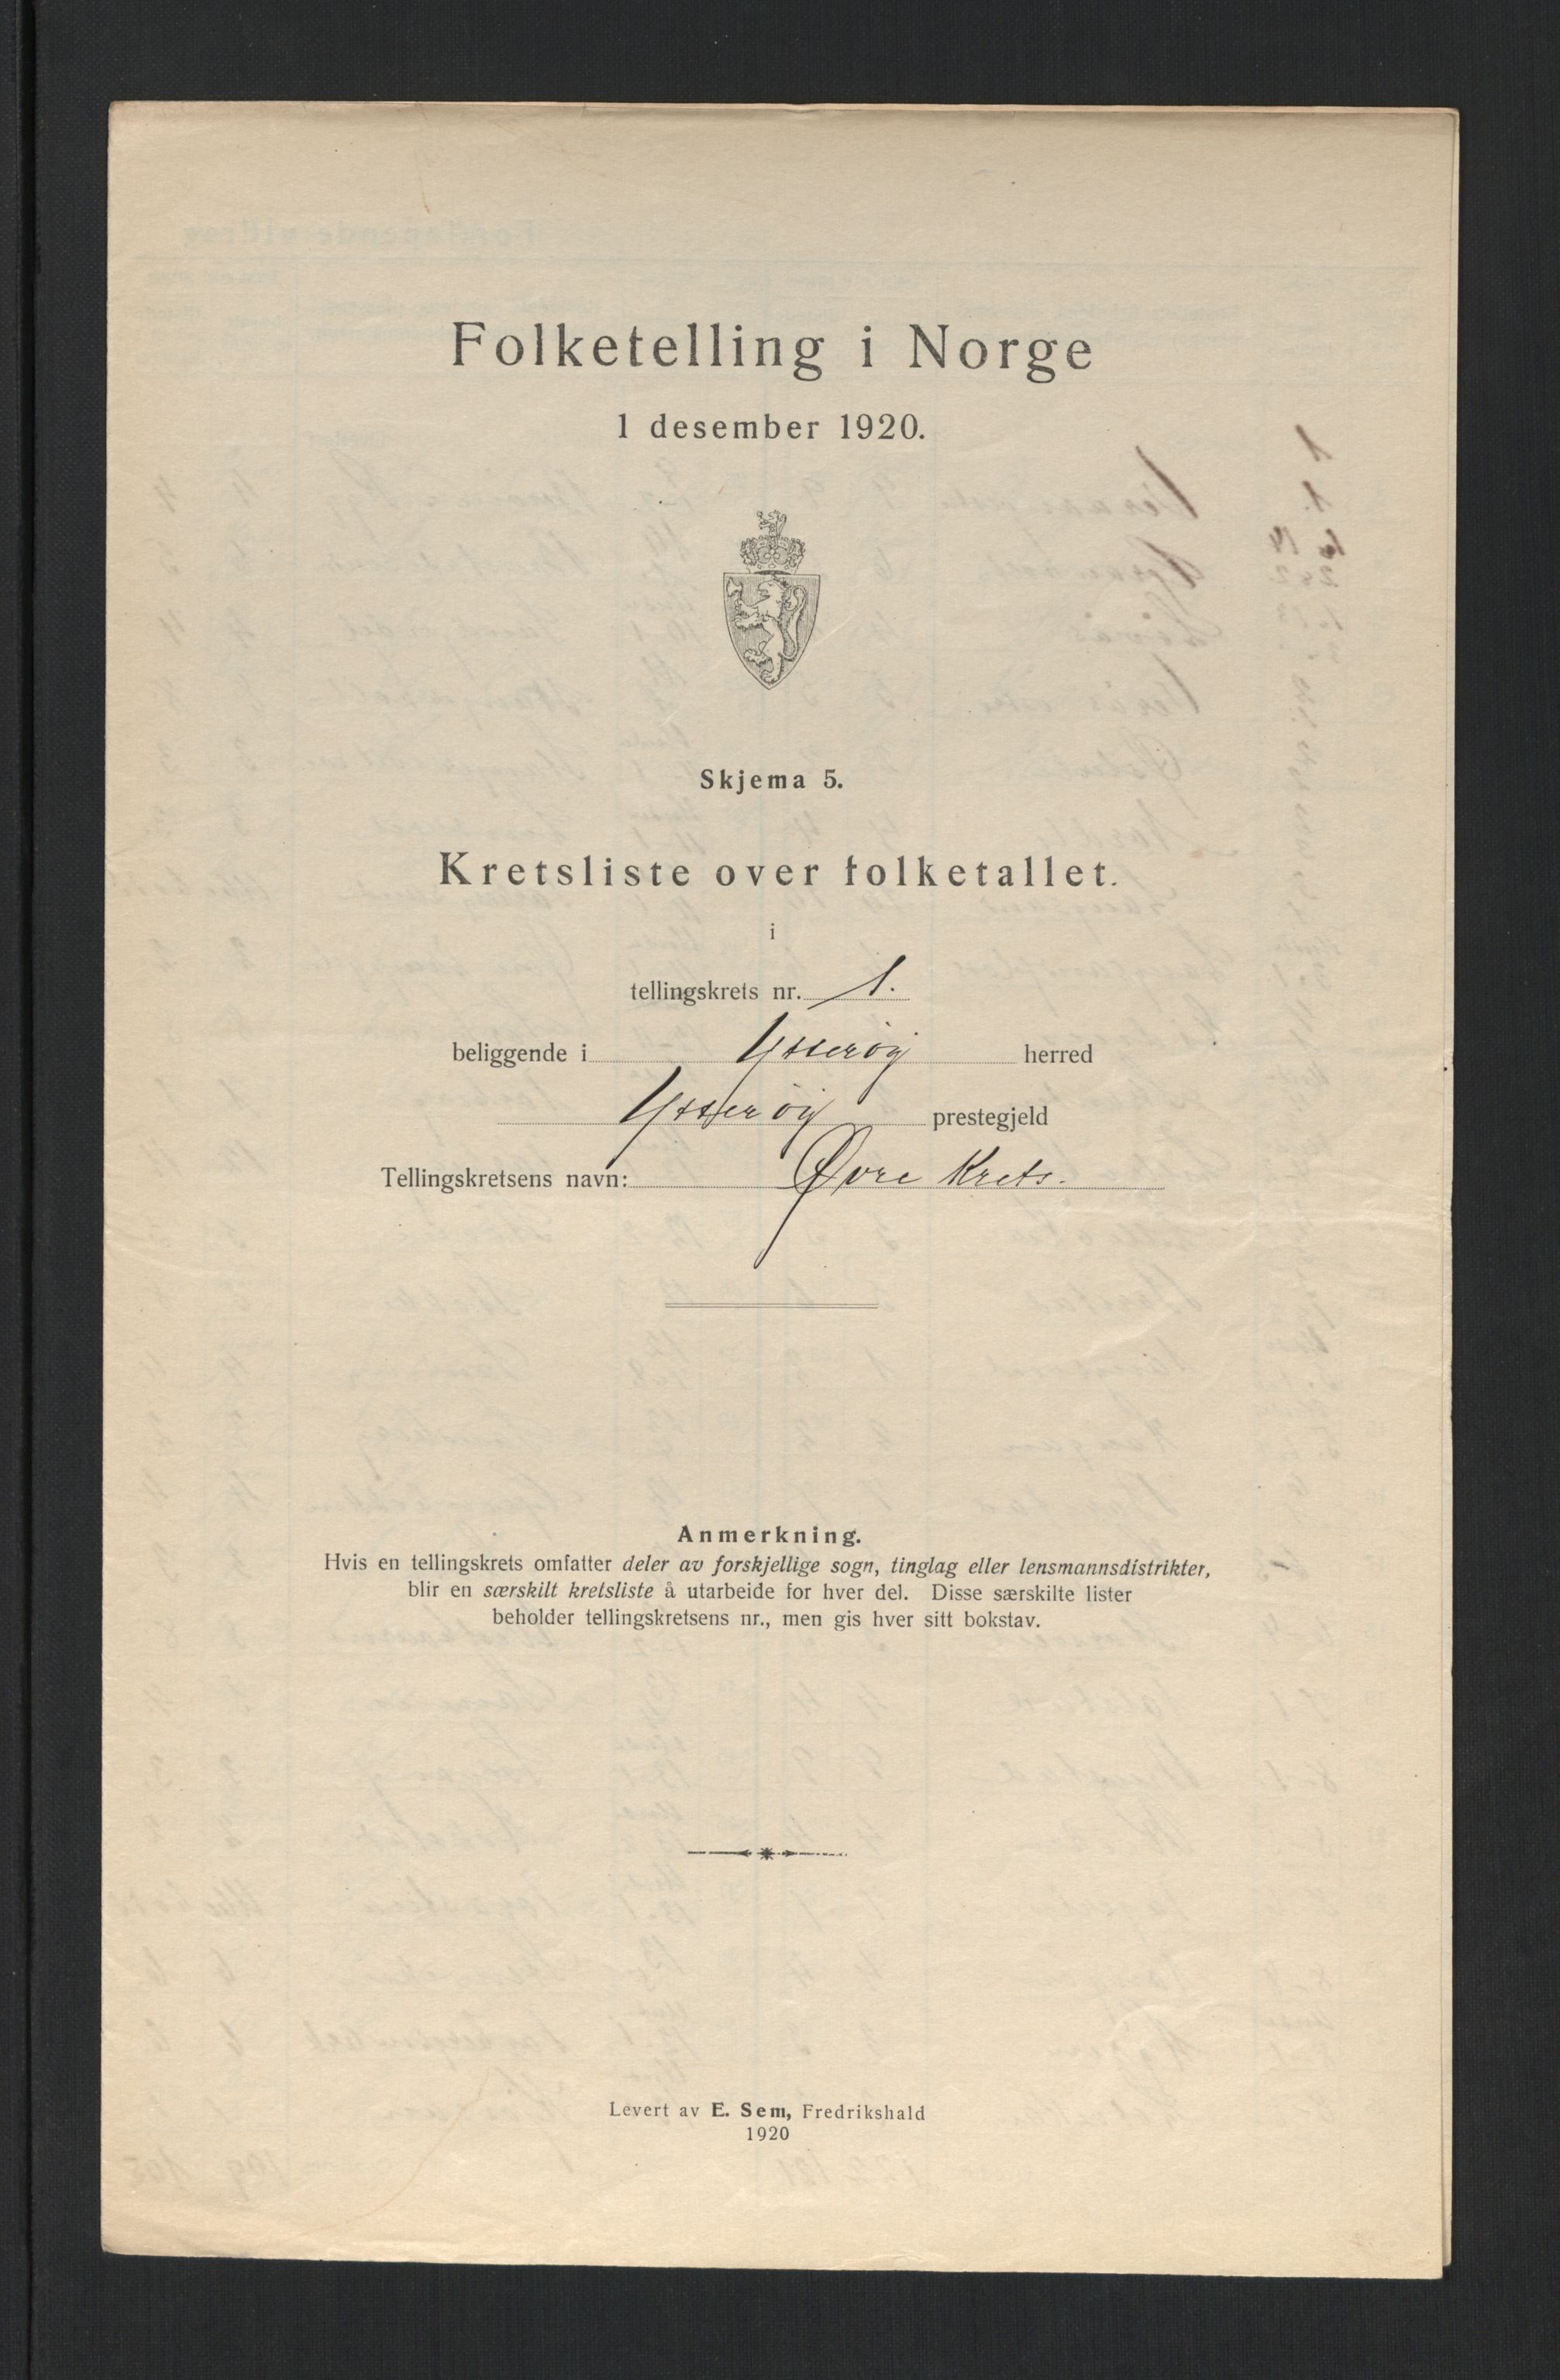 Folketelling i Norge
1 desember 1920.
Skjema 5.
Kretsliste over folketallet.
i
tellingskrets nr. 1.
beliggende i Ytterøy herred
Ytterøy prestegjeld
Tellingskretsens navn: Øvre Krets.
Anmerkning.
Hvis en tellingskrets omfatter deler av forskjellige sogn, tinglag eller lensmannsdistrikter,
blir en særskilt kretsliste å utarbeide for hver del. Disse særskilte lister
beholder tellingskretsens nr., men gis hver sitt bokstav.
Levert av E. Sem, Fredrikshald
1920